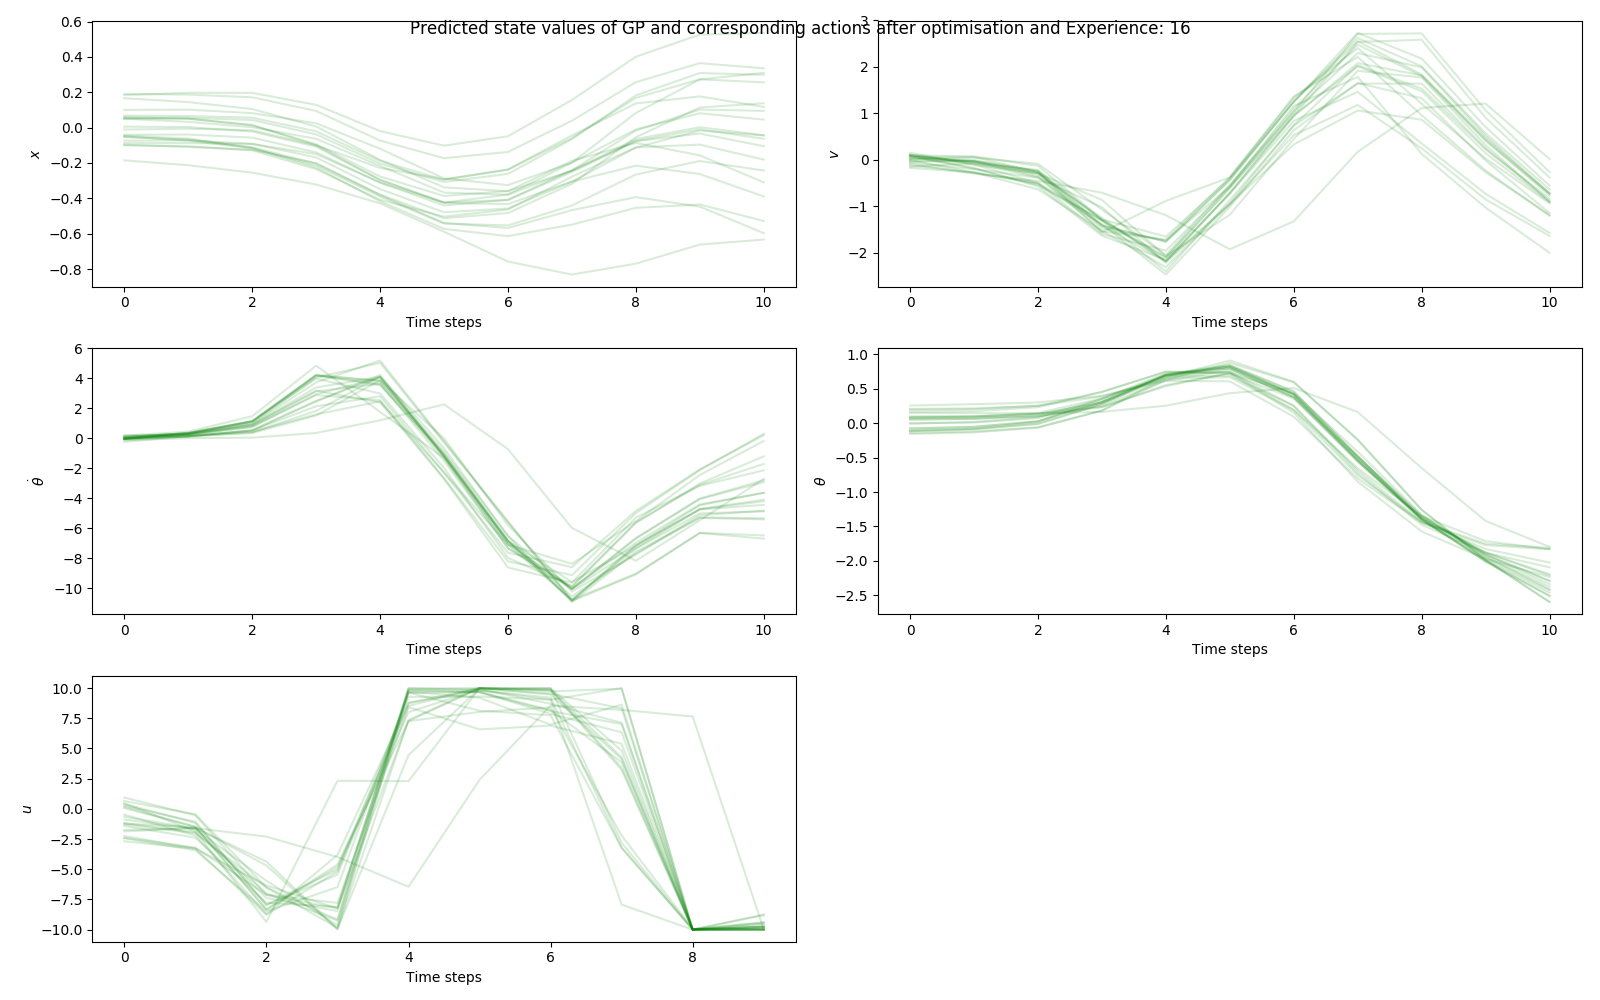 Predicted state values of GP and corresponding actions after optimisation and Experience: 16
0.6
0.4
0.2
0.0
−0.2
−0.4
−0.6
−0.8
x
0 2 4 6 8 10
Time steps
3
2
1
0
−1
−2
v
0 2 4 6 8 10
Time steps
6
4
2
0
−2
−4
−6
−8
−10
θ̇
0 2 4 6 8 10
Time steps
1.0
0.5
0.0
−0.5
−1.0
−1.5
−2.0
−2.5
θ
0 2 4 6 8 10
Time steps
10.0
7.5
5.0
2.5
0.0
−2.5
−5.0
−7.5
−10.0
u
0 2 4 6 8
Time steps